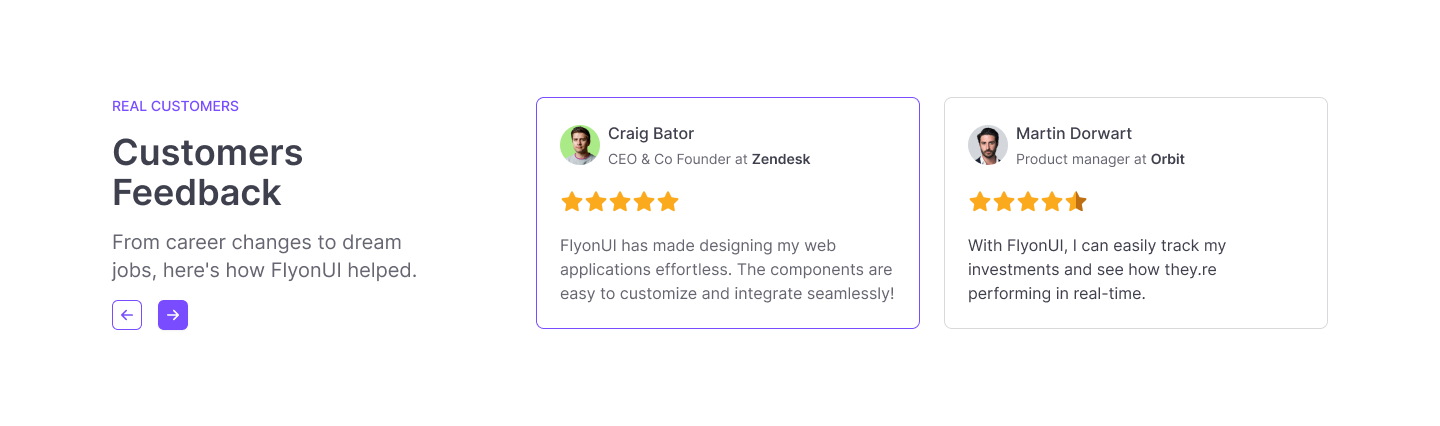 REAL CUSTOMERS
Customers
Feedback
From career changes to dream
jobs, here's how FlyonUI helped.
Craig Bator
CEO & Co Founder at Zendesk
FlyonUI has made designing my web
applications effortless. The components are
easy to customize and integrate seamlessly!
Martin Dorwart
Product manager at Orbit
With FlyonUI, I can easily track my
investments and see how they.re
performing in real-time.